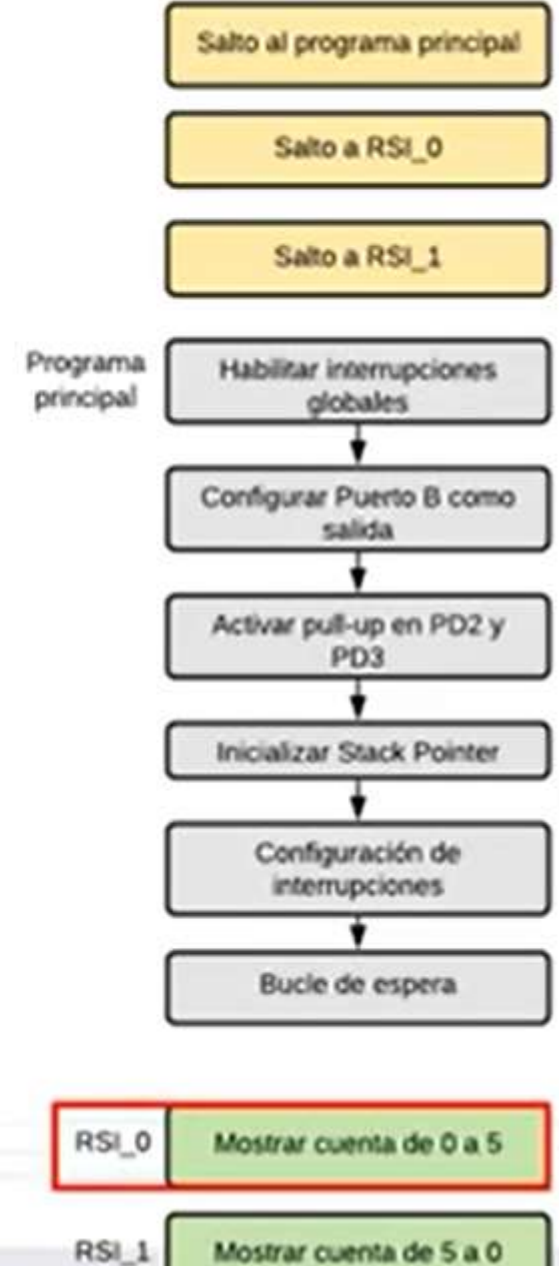 Salto al programa principal
Salto a RSI_0
Salto a RSI_1
Programa
principal
Habilitar interrupciones
globales
Configurar Puerto B como
salida
Activar pull-up en PD2 y
PD3
Inicializar Stack Pointer
Configuración de
interrupciones
Bucle de espera
RSI_0
Mostrar cuenta de 0 a 5
RSI_1
Mostrar cuenta de 5 a 0